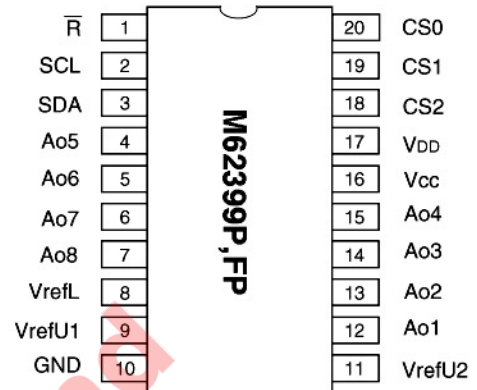 R̅ 1 20 CS0
SCL 2 19 CS1
SDA 3 18 CS2
Ao5 4 17 VDD
Ao6 5 16 Vcc
Ao7 6 15 Ao4
Ao8 7 14 Ao3
VrefL 8 13 Ao2
VrefU1 9 12 Ao1
GND 10 11 VrefU2
M62399P,FP